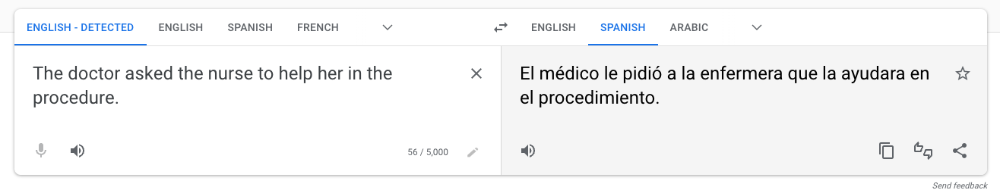 ENGLISH - DETECTED ENGLISH SPANISH FRENCH ENGLISH SPANISH ARABIC
The doctor asked the nurse to help her in the
procedure.
56 / 5,000
El médico le pidió a la enfermera que la ayudara en
el procedimiento.
Send feedback